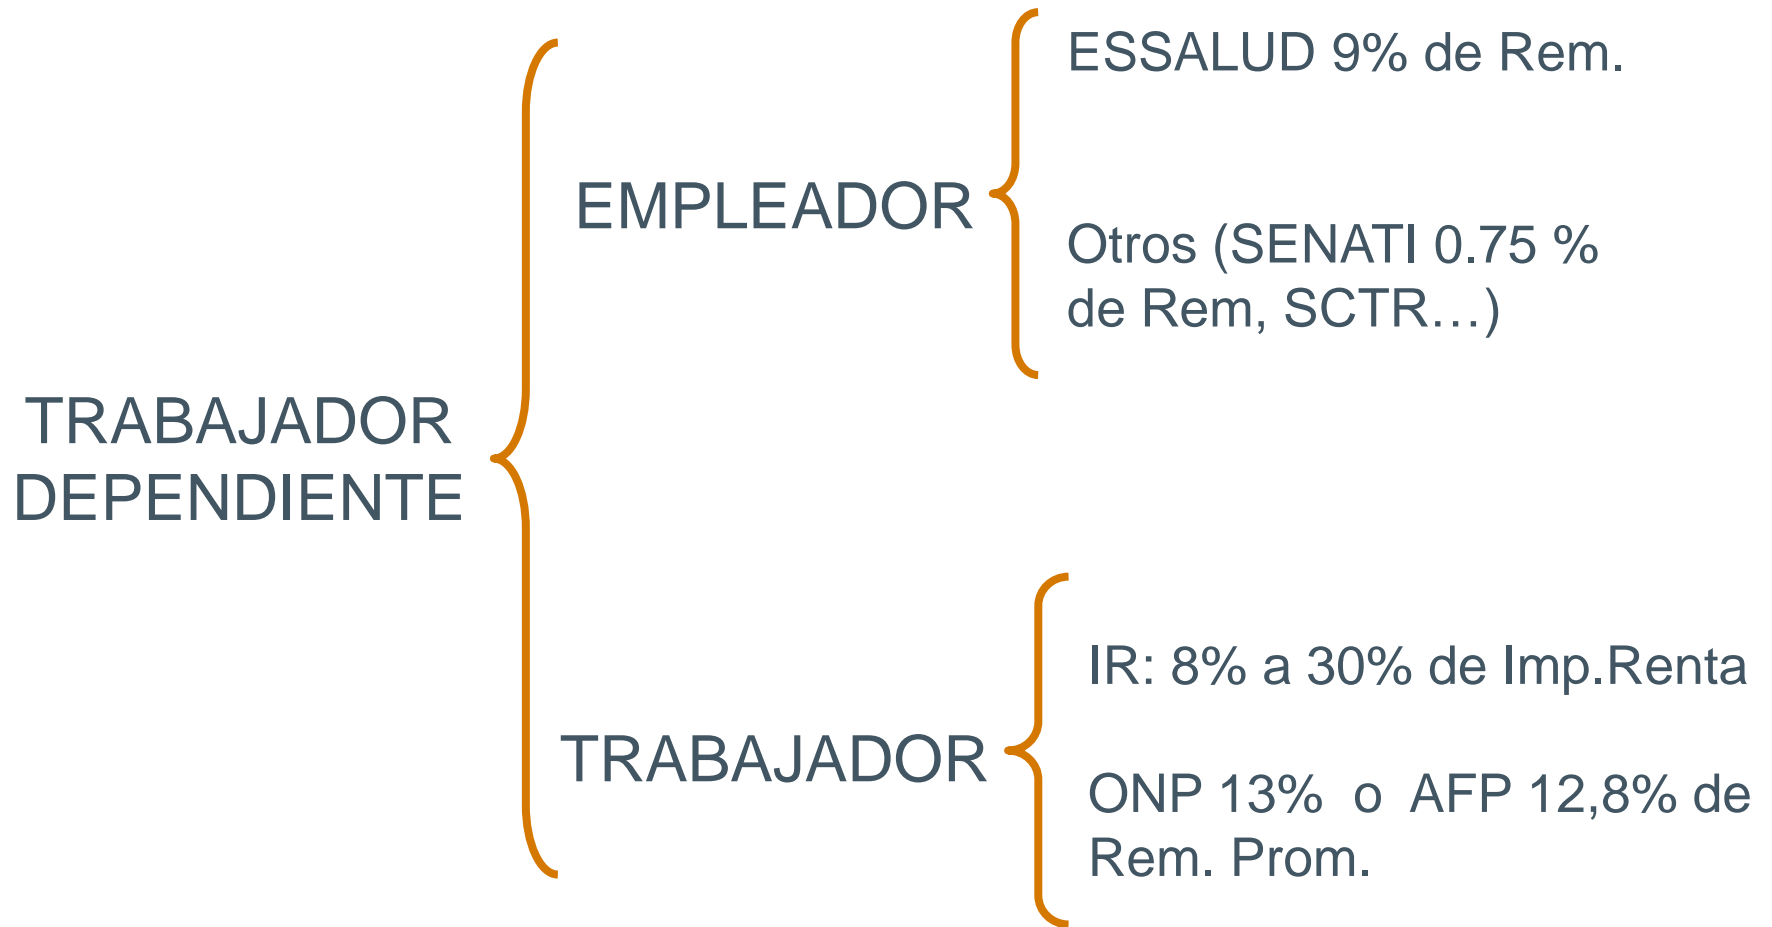 TRABAJADOR
DEPENDIENTE
EMPLEADOR
ESSALUD 9% de Rem.
Otros (SENATI 0.75 %
de Rem, SCTR…)
TRABAJADOR
IR: 8% a 30% de Imp.Renta
ONP 13% o AFP 12,8% de
Rem. Prom.